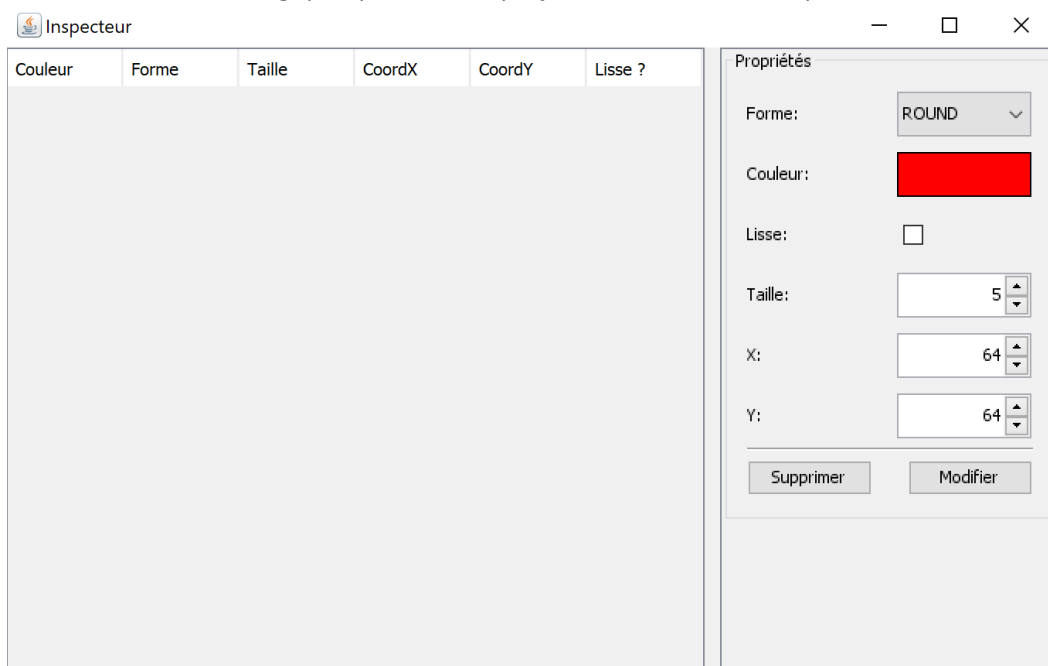 Inspecteur
Couleur Forme Taille CoordX CoordY Lisse ?
Propriétés
Forme: ROUND
Couleur:
Lisse:
Taille: 5
X: 64
Y: 64
Supprimer Modifier